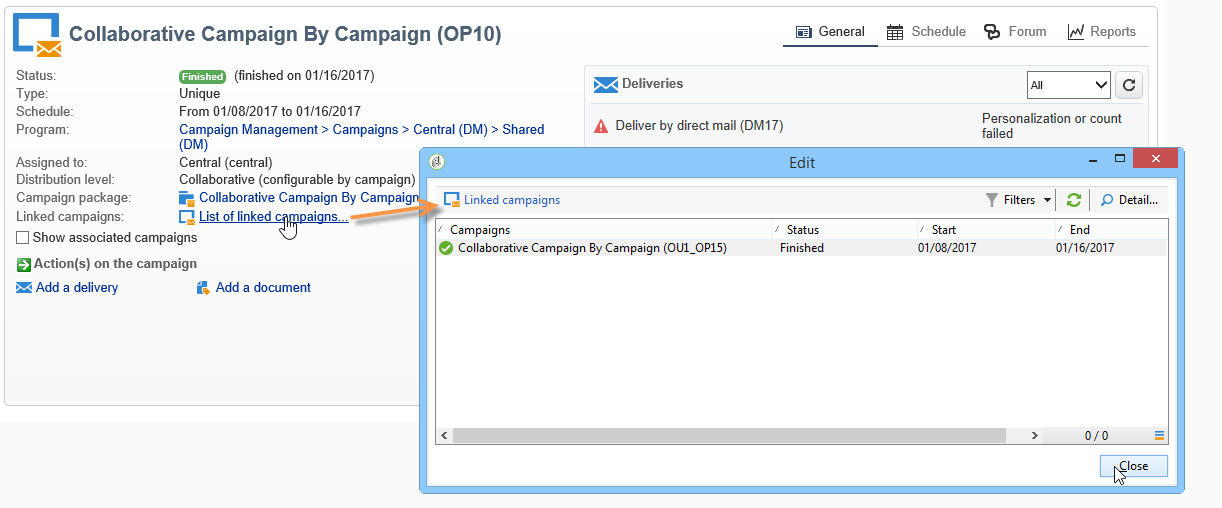 Collaborative Campaign By Campaign (OP10)
General
Schedule
Forum
Reports
Status:
Finished (finished on 01/16/2017)
Type:
Unique
Schedule:
From 01/08/2017 to 01/16/2017
Program:
Campaign Management > Campaigns > Central (DM) > Shared
(DM)
Assigned to:
Central (central)
Distribution level:
Collaborative (configurable by campaign)
Campaign package:
Collaborative Campaign By Campaign
Linked campaigns:
List of linked campaigns...
Show associated campaigns
Action(s) on the campaign
Add a delivery
Add a document
Deliveries
All
Deliver by direct mail (DM17)
Personalization or count
failed
Edit
Linked campaigns
Filters
Detail...
Campaigns
Status
Start
End
Collaborative Campaign By Campaign (OU1_OP15)
Finished
01/08/2017
01/16/2017
0 / 0
Close